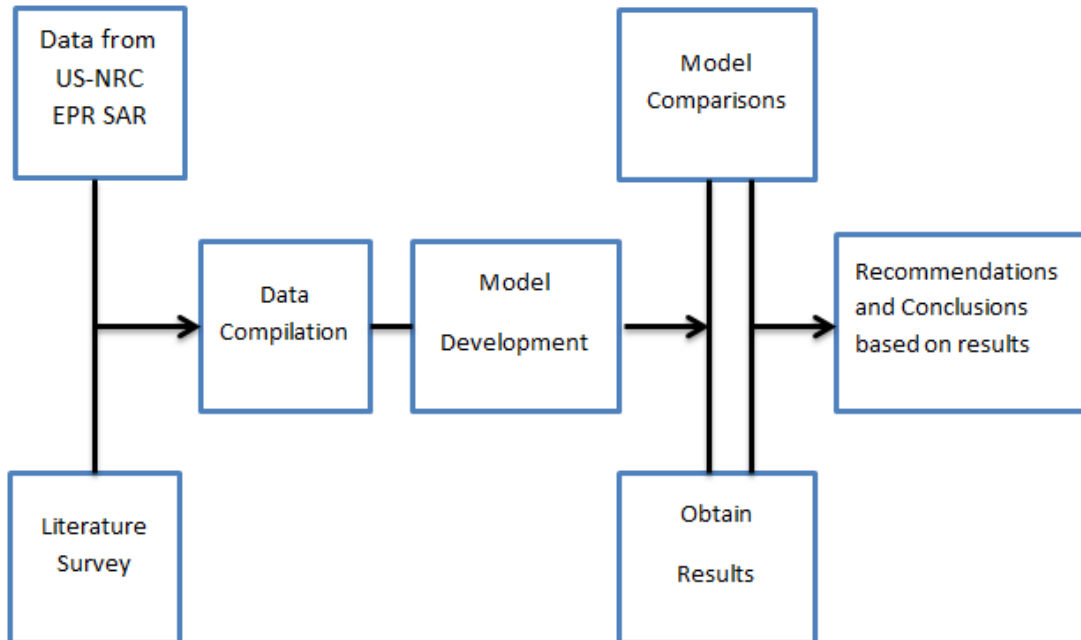 Data from
US-NRC
EPR SAR
Literature
Survey
Data
Compilation
Model
Development
Model
Comparisons
Obtain
Results
Recommendations
and Conclusions
based on results